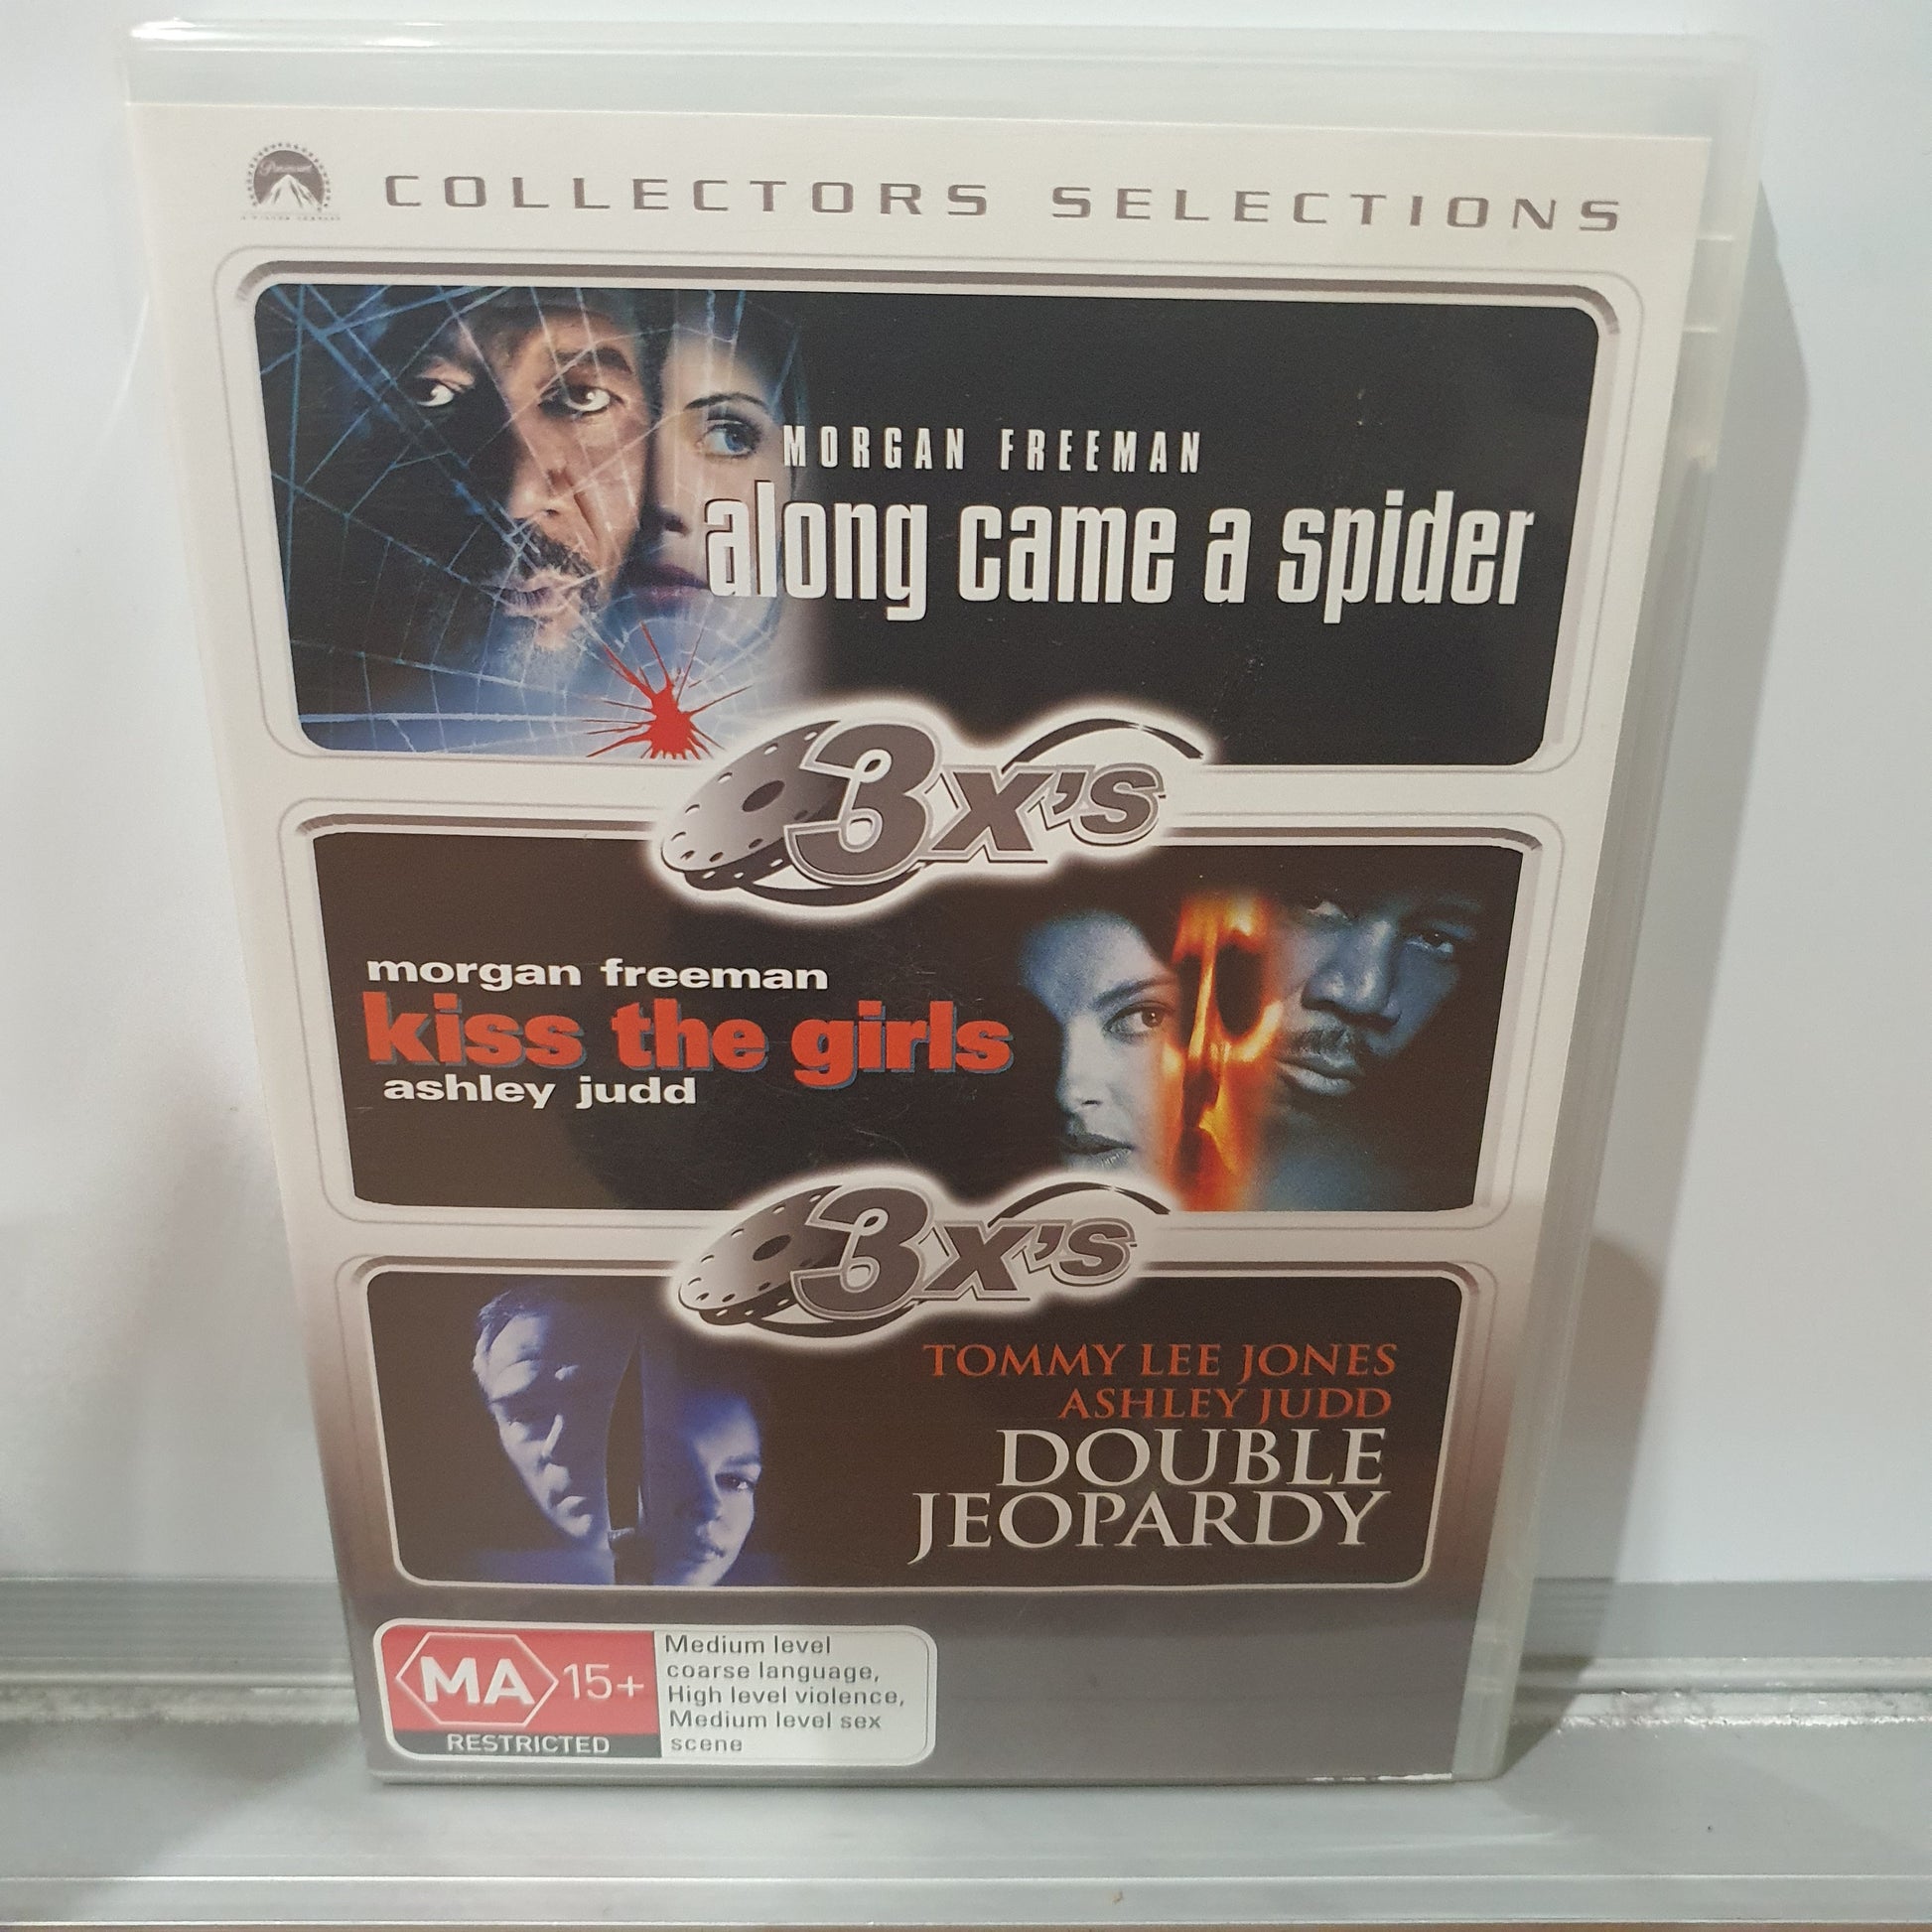 Paramount
COLLECTORS SELECTIONS
MORGAN FREEMAN
along came a spider
3x's
morgan freeman
kiss the girls
ashley judd
3x's
TOMMY LEE JONES
ASHLEY JUDD
DOUBLE
JEOPARDY
MA 15+
RESTRICTED
Medium level
coarse language,
High level violence,
Medium level sex
scene